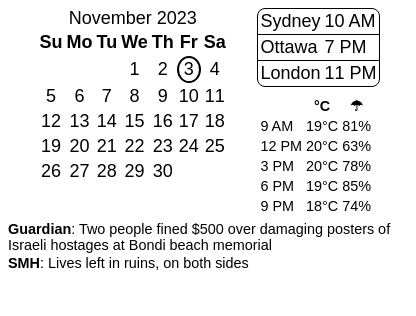 November 2023
Su Mo Tu We Th Fr Sa
1 2 3 4
5 6 7 8 9 10 11
12 13 14 15 16 17 18
19 20 21 22 23 24 25
26 27 28 29 30
Sydney 10 AM
Ottawa 7 PM
London 11 PM
°C ☂
9 AM 19°C 81%
12 PM 20°C 63%
3 PM 20°C 78%
6 PM 19°C 85%
9 PM 18°C 74%
Guardian: Two people fined $500 over damaging posters of
Israeli hostages at Bondi beach memorial
SMH: Lives left in ruins, on both sides